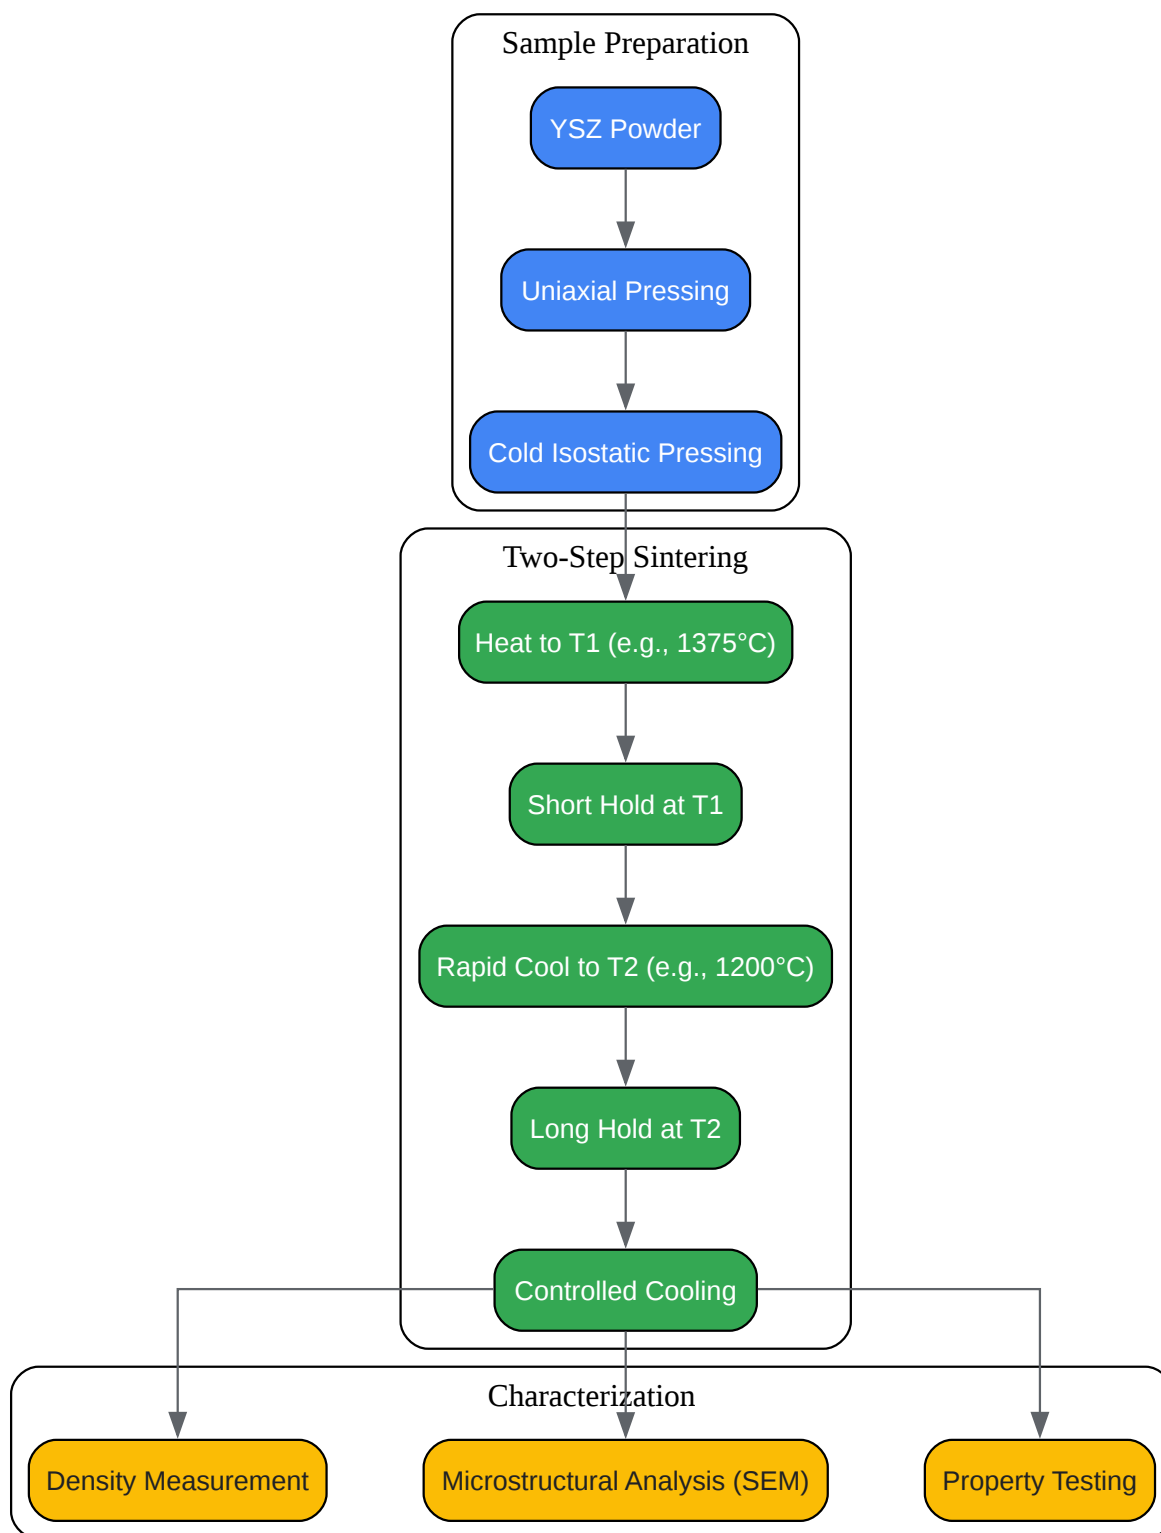 Sample Preparation
YSZ Powder
Uniaxial Pressing
Cold Isostatic Pressing
Two-Step Sintering
Heat to T1 (e.g., 1375°C)
Short Hold at T1
Rapid Cool to T2 (e.g., 1200°C)
Long Hold at T2
Controlled Cooling
Characterization
Density Measurement
Microstructural Analysis (SEM)
Property Testing